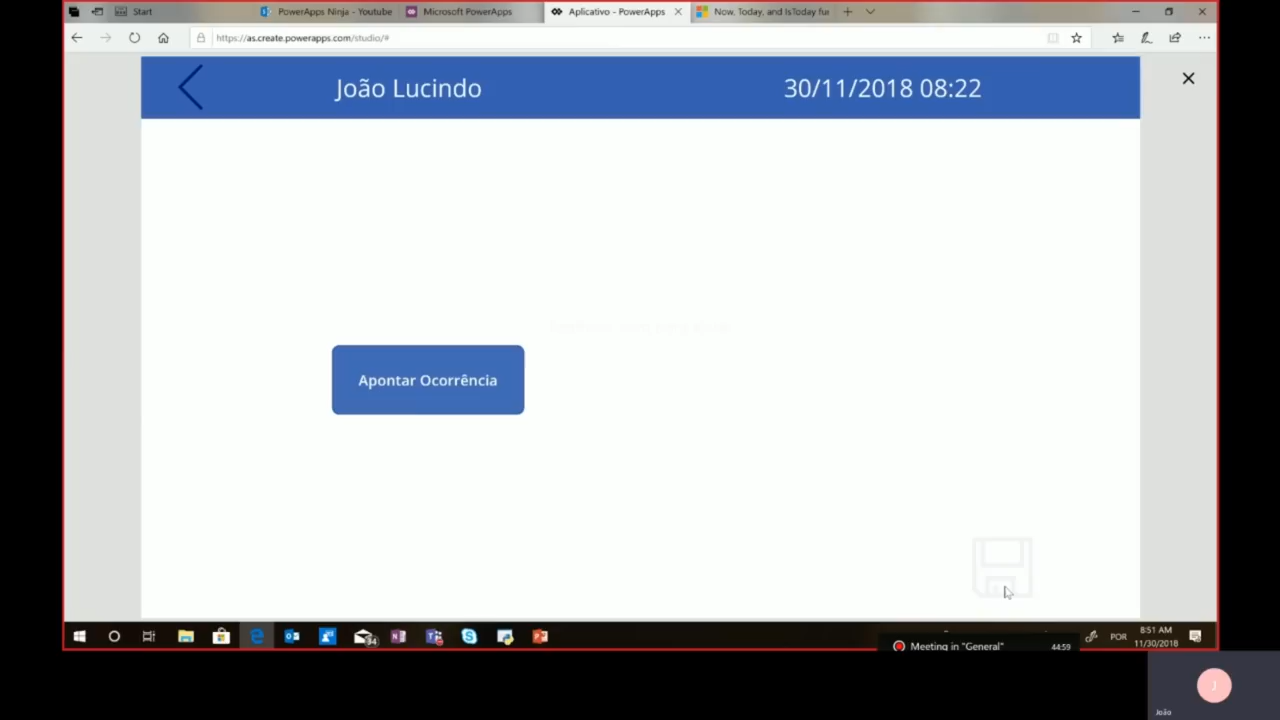 Start
PowerApps Ninja - Youtube
Microsoft PowerApps
Aplicativo - PowerApps
Now, Today, and IsToday fu
https://as.create.powerapps.com/studio/#
João Lucindo
30/11/2018 08:22
Apontar Ocorrência
34
POR
8:51 AM
11/30/2018
Meeting in "General"
44:59
J
João